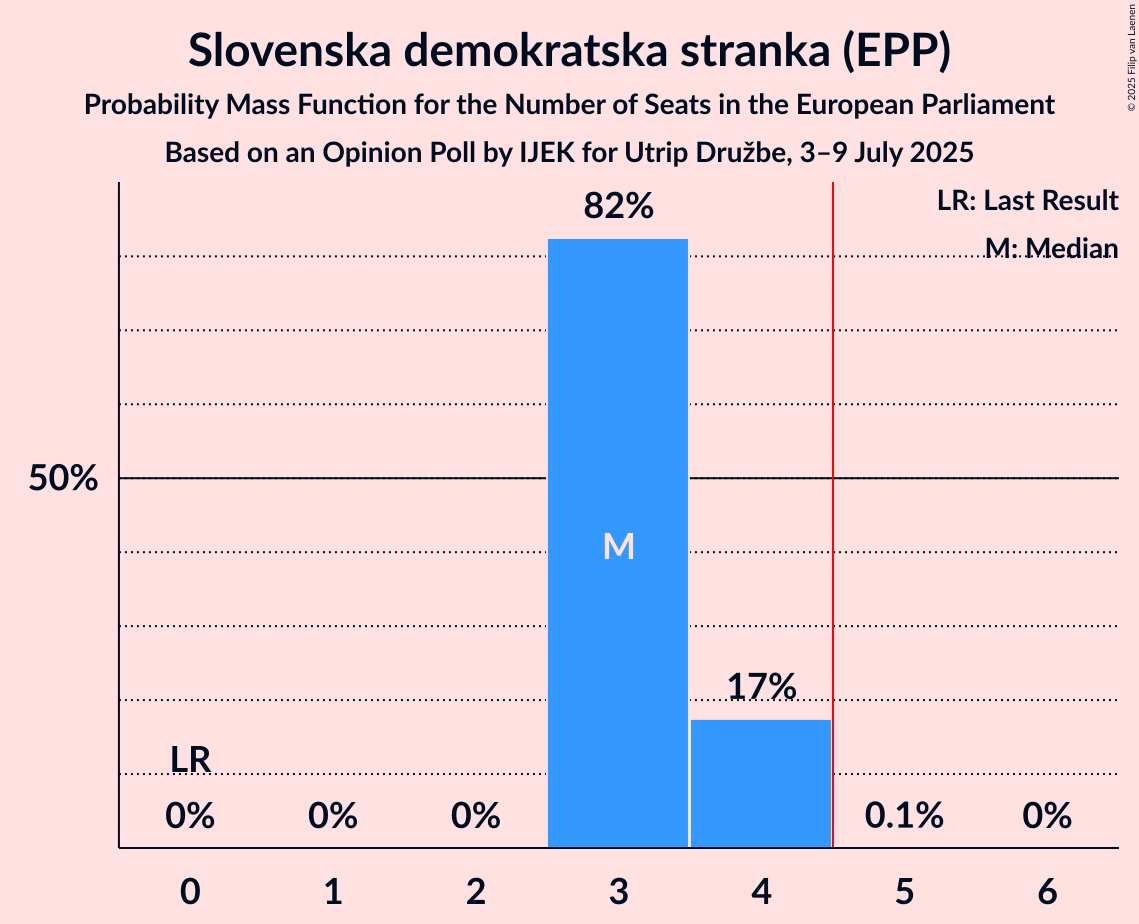 Slovenska demokratska stranka (EPP)
Probability Mass Function for the Number of Seats in the European Parliament
Based on an Opinion Poll by IJEK for Utrip Družbe, 3–9 July 2025
© 2025 Filip van Laenen
LR: Last Result
M: Median
82%
50%
M
17%
LR
0% 0% 0% 0.1% 0%
0 1 2 3 4 5 6